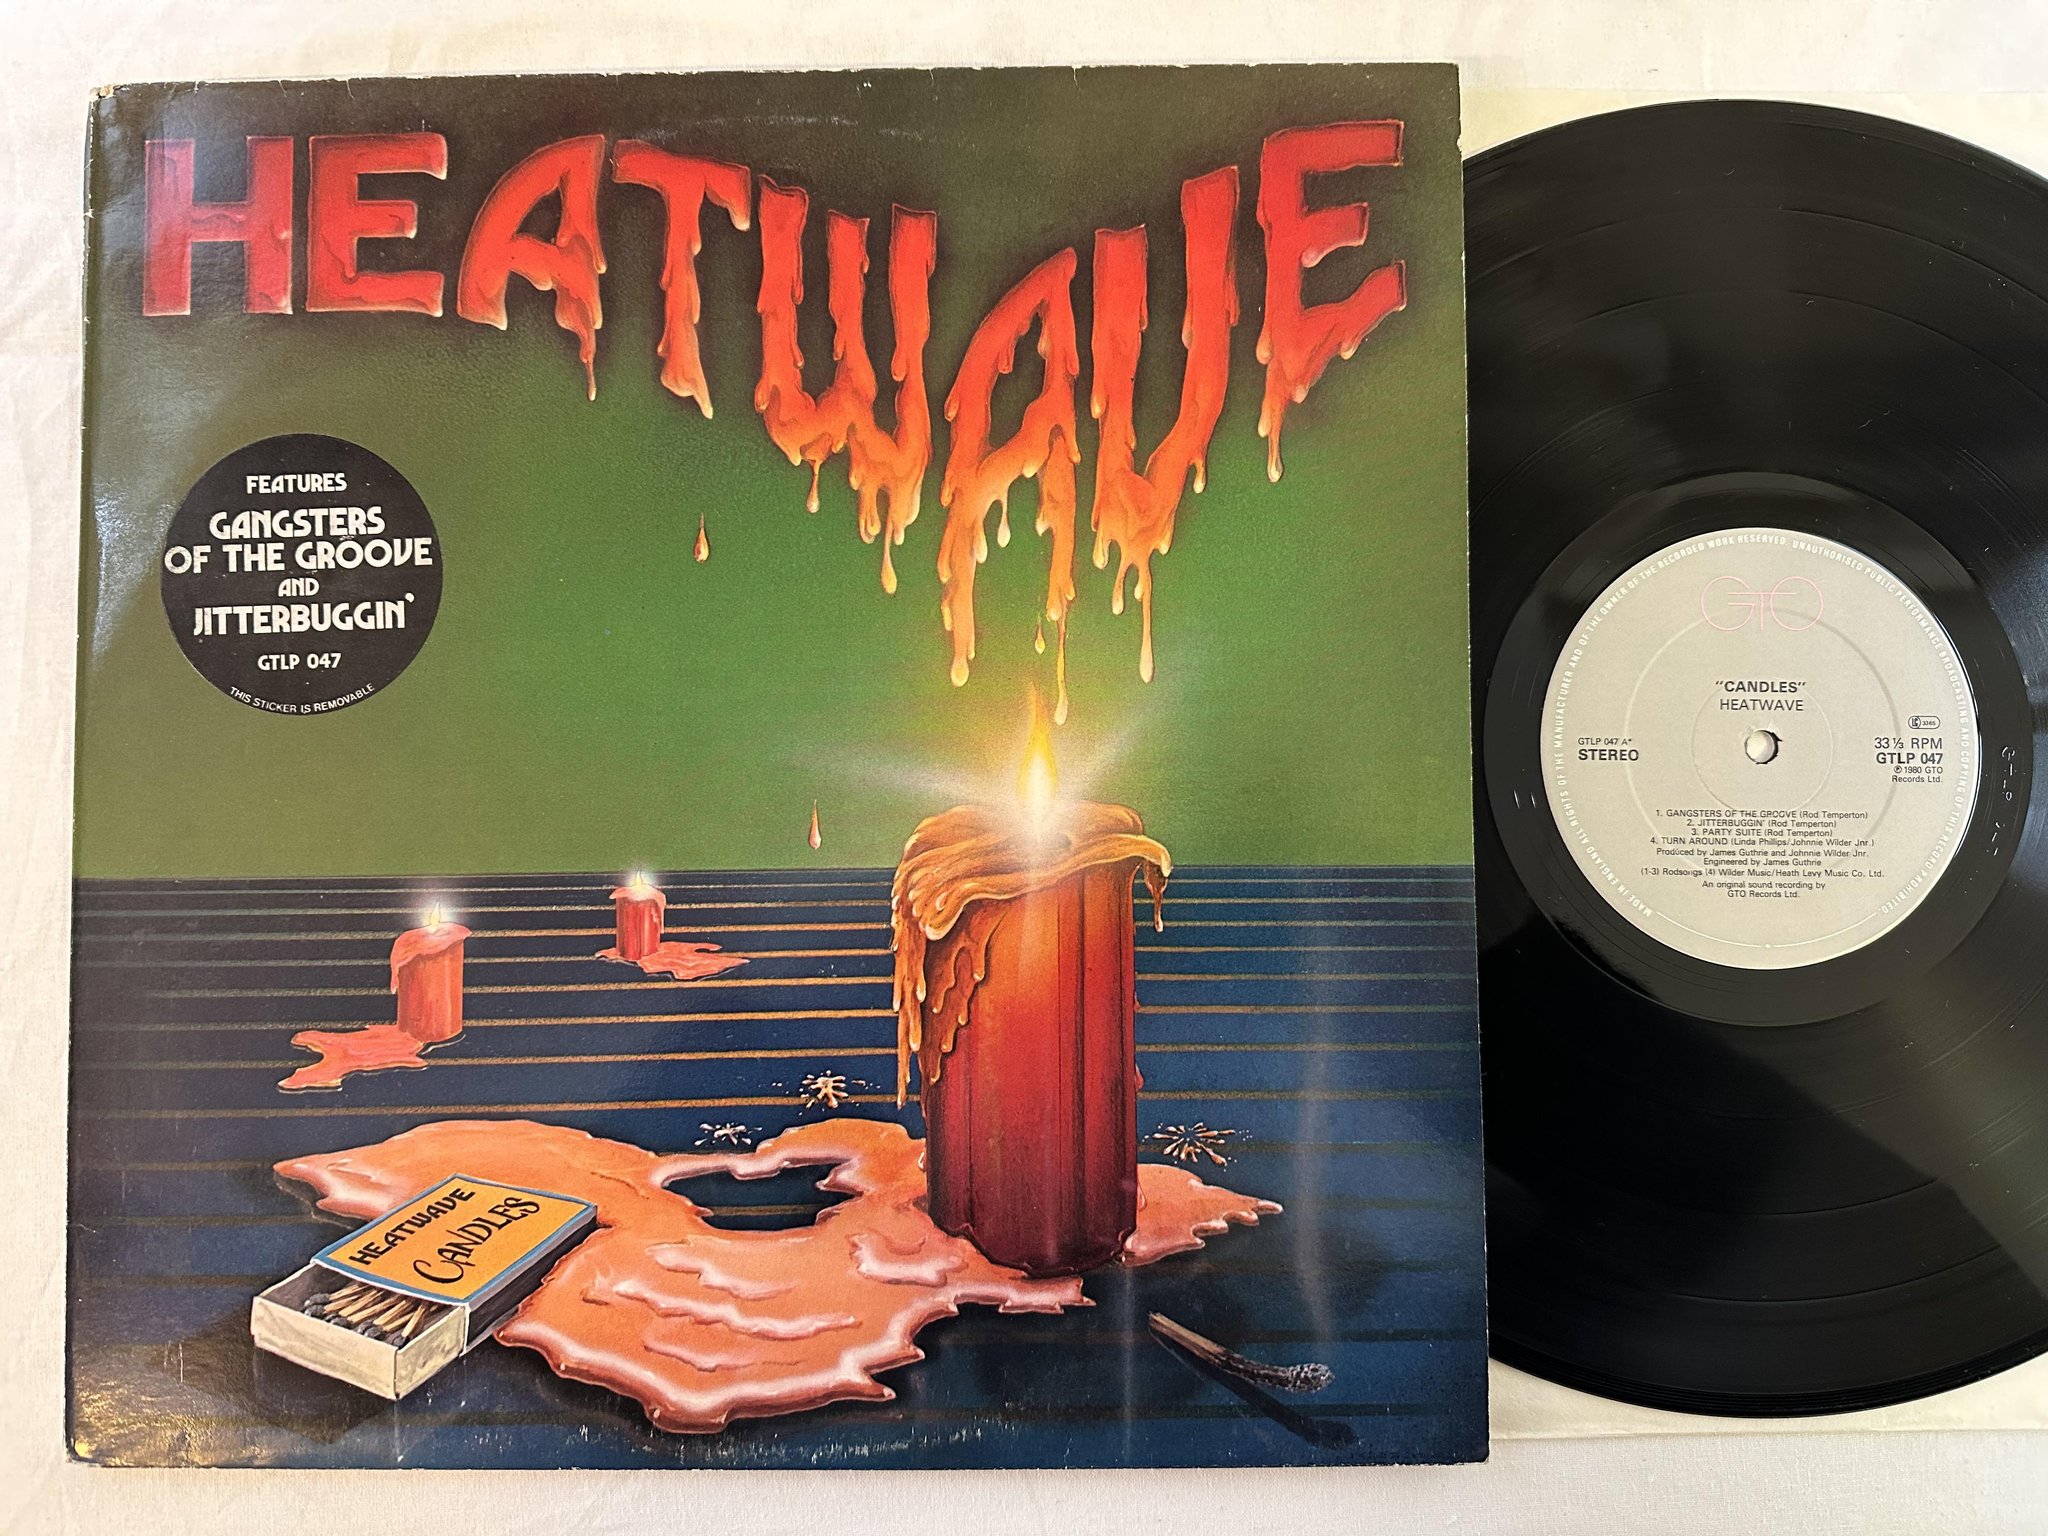 HEATWAVE
FEATURES
GANGSTERS
OF THE GROOVE
AND
JITTERBUGGIN'
GTLP 047
THIS STICKER IS REMOVABLE
HEATWAVE
CANDLES
MADE IN ENGLAND ALL RIGHTS OF THE MANUFACTURER AND OF THE OWNER OF THE RECORDED WORK RESERVED. UNAUTHORISED PUBLIC PERFORMANCE BROADCASTING AND COPYING OF THIS RECORD PROHIBITED.
GTO
"CANDLES"
HEATWAVE
LC 3365
GTLP 047 A*
STEREO
33 ⅓ RPM
GTLP 047
℗ 1980 GTO
Records Ltd.
1. GANGSTERS OF THE GROOVE (Rod Temperton)
2. JITTERBUGGIN' (Rod Temperton)
3. PARTY SUITE (Rod Temperton)
4. TURN AROUND (Linda Phillips/Johnnie Wilder Jnr.)
Produced by James Guthrie and Johnnie Wilder Jnr.
Engineered by James Guthrie
(1-3) Rodsongs (4) Wilder Music/Heath Levy Music Co. Ltd.
An original sound recording by
GTO Records Ltd.